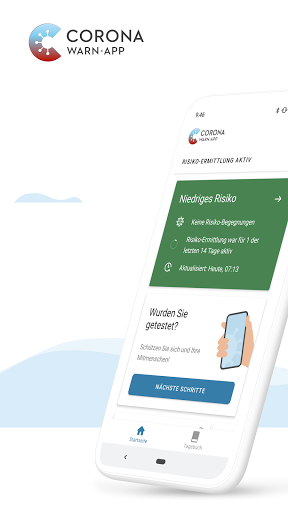 CORONA
WARN-APP
9:46
CORONA
WARN-APP
RISIKO-ERMITTLUNG AKTIV
Niedriges Risiko
Keine Risiko-Begegnungen
Risiko-Ermittlung war für 1 der
letzten 14 Tage aktiv
Aktualisiert: Heute, 07:13
Wurden Sie
getestet?
Schützen Sie sich und Ihre
Mitmenschen!
NÄCHSTE SCHRITTE
Startseite
Tagebuch